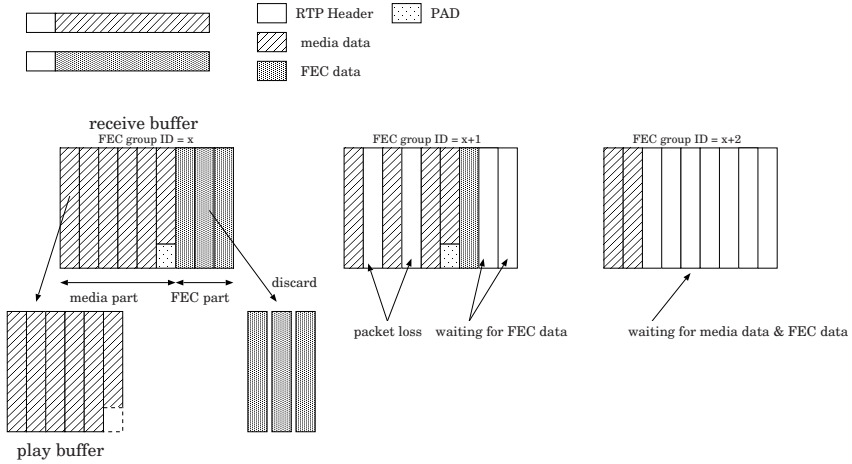 RTP Header
PAD
media data
FEC data
receive buffer
FEC group ID = x
FEC group ID = x+1
FEC group ID = x+2
discard
media part
FEC part
packet loss
waiting for FEC data
waiting for media data & FEC data
play buffer